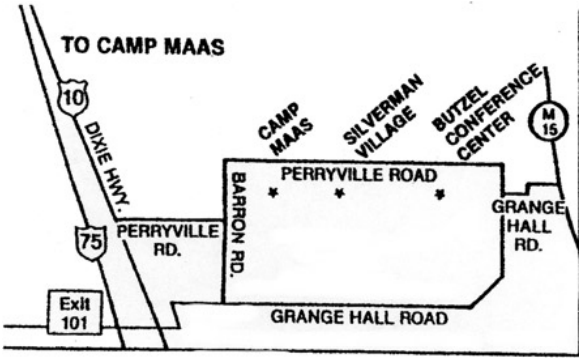 TO CAMP MAAS
10
DIXIE HWY.
75
Exit
101
PERRYVILLE
RD.
BARRON RD.
CAMP
MAAS
SILVERMAN
VILLAGE
BUTZEL
CONFERENCE
CENTER
PERRYVILLE ROAD
M
15
GRANGE
HALL
RD.
GRANGE HALL ROAD